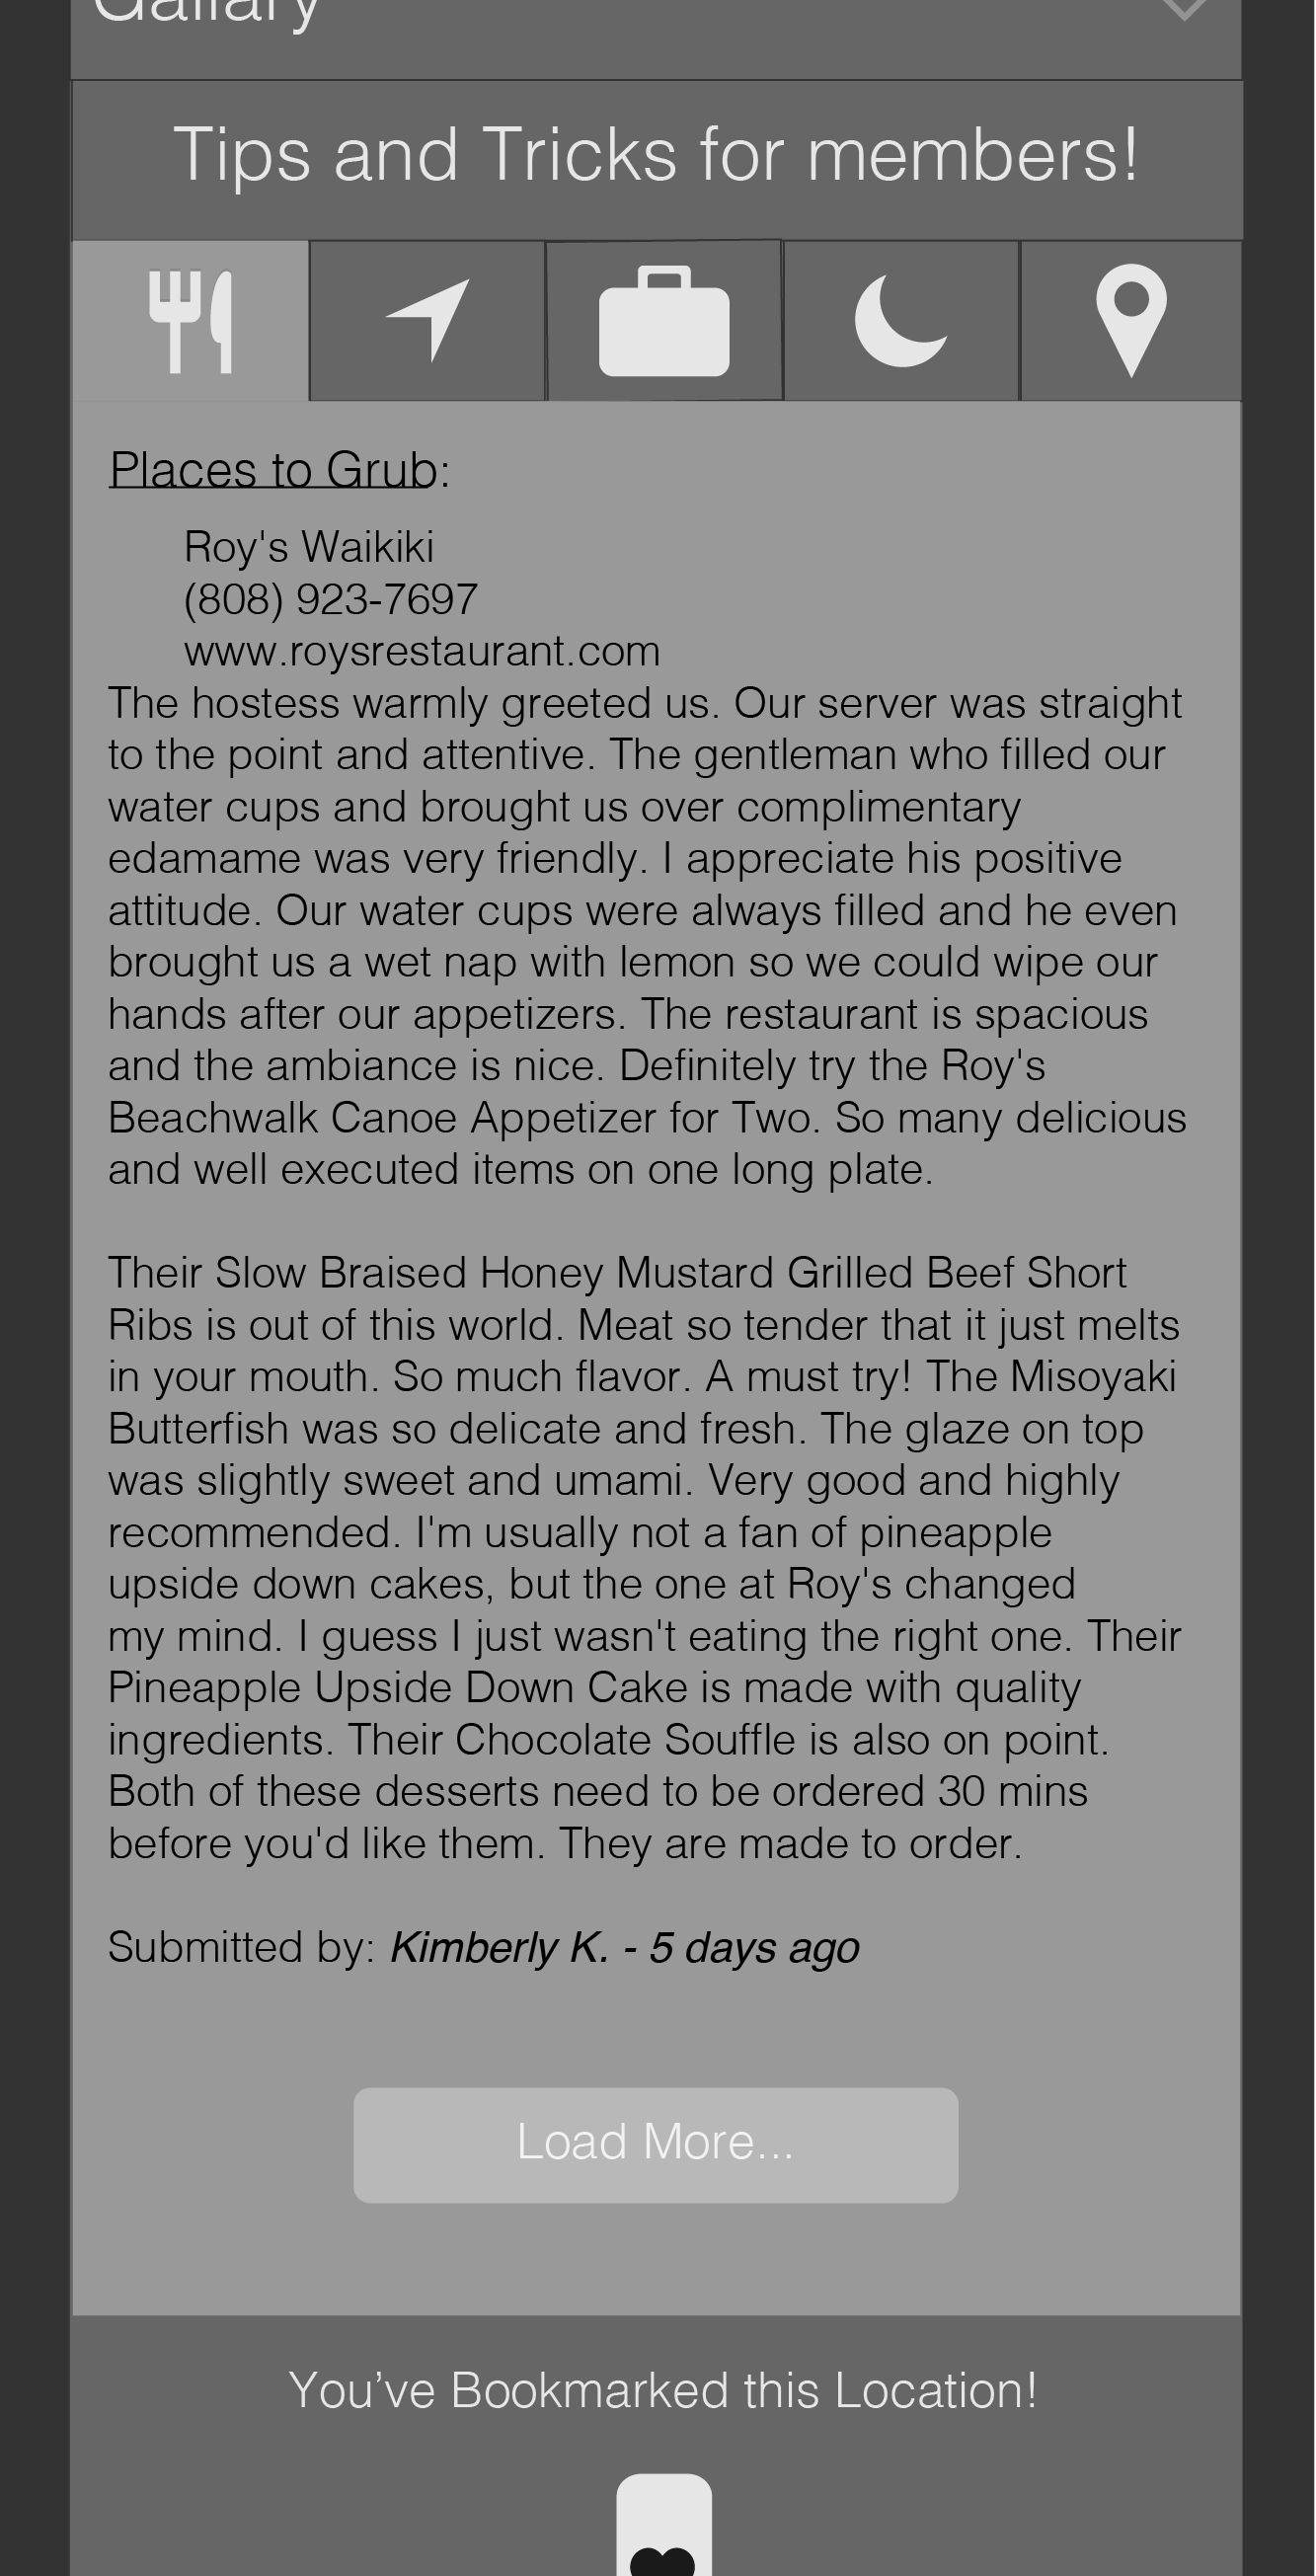 Gallary
Tips and Tricks for members!
Places to Grub:
Roy's Waikiki
(808) 923-7697
www.roysrestaurant.com
The hostess warmly greeted us. Our server was straight
to the point and attentive. The gentleman who filled our
water cups and brought us over complimentary
edamame was very friendly. I appreciate his positive
attitude. Our water cups were always filled and he even
brought us a wet nap with lemon so we could wipe our
hands after our appetizers. The restaurant is spacious
and the ambiance is nice. Definitely try the Roy's
Beachwalk Canoe Appetizer for Two. So many delicious
and well executed items on one long plate.
Their Slow Braised Honey Mustard Grilled Beef Short
Ribs is out of this world. Meat so tender that it just melts
in your mouth. So much flavor. A must try! The Misoyaki
Butterfish was so delicate and fresh. The glaze on top
was slightly sweet and umami. Very good and highly
recommended. I'm usually not a fan of pineapple
upside down cakes, but the one at Roy's changed
my mind. I guess I just wasn't eating the right one. Their
Pineapple Upside Down Cake is made with quality
ingredients. Their Chocolate Souffle is also on point.
Both of these desserts need to be ordered 30 mins
before you'd like them. They are made to order.
Submitted by: Kimberly K. - 5 days ago
Load More...
You’ve Bookmarked this Location!